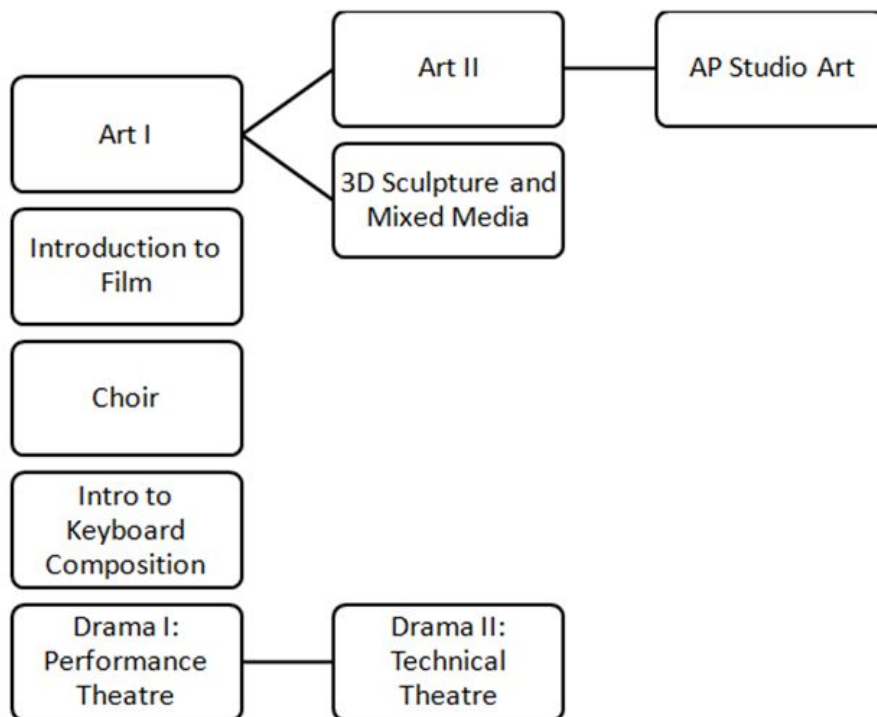 Art I
Art II
AP Studio Art
3D Sculpture and
Mixed Media
Introduction to
Film
Choir
Intro to
Keyboard
Composition
Drama I:
Performance
Theatre
Drama II:
Technical
Theatre